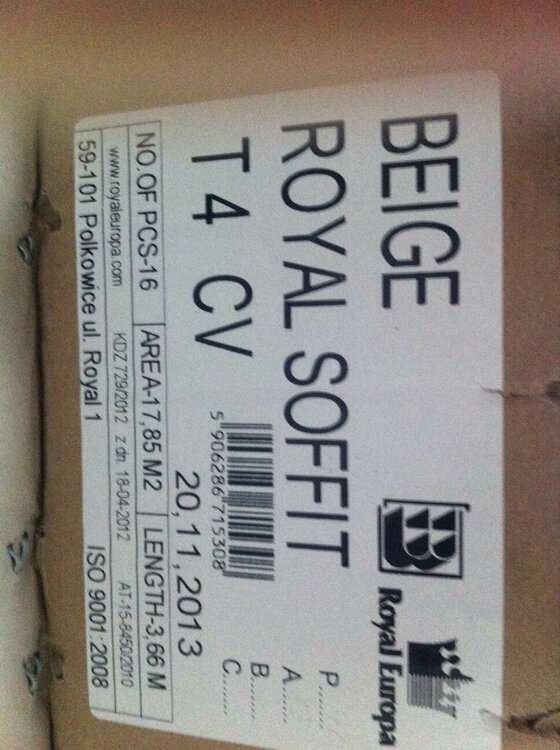 BEIGE
Royal Europa
ROYAL SOFFIT
T 4 CV
5 906286 715308
P........
A........
B........
C........
20,11,2013
NO.OF PCS-16 AREA-17,85 M2 LENGTH-3,66 M
www.royaleuropa.com KDZ 729/2012 z dn. 18-04-2012 AT-15-8450/2010
59-101 Polkowice ul. Royal 1 ISO 9001:2008